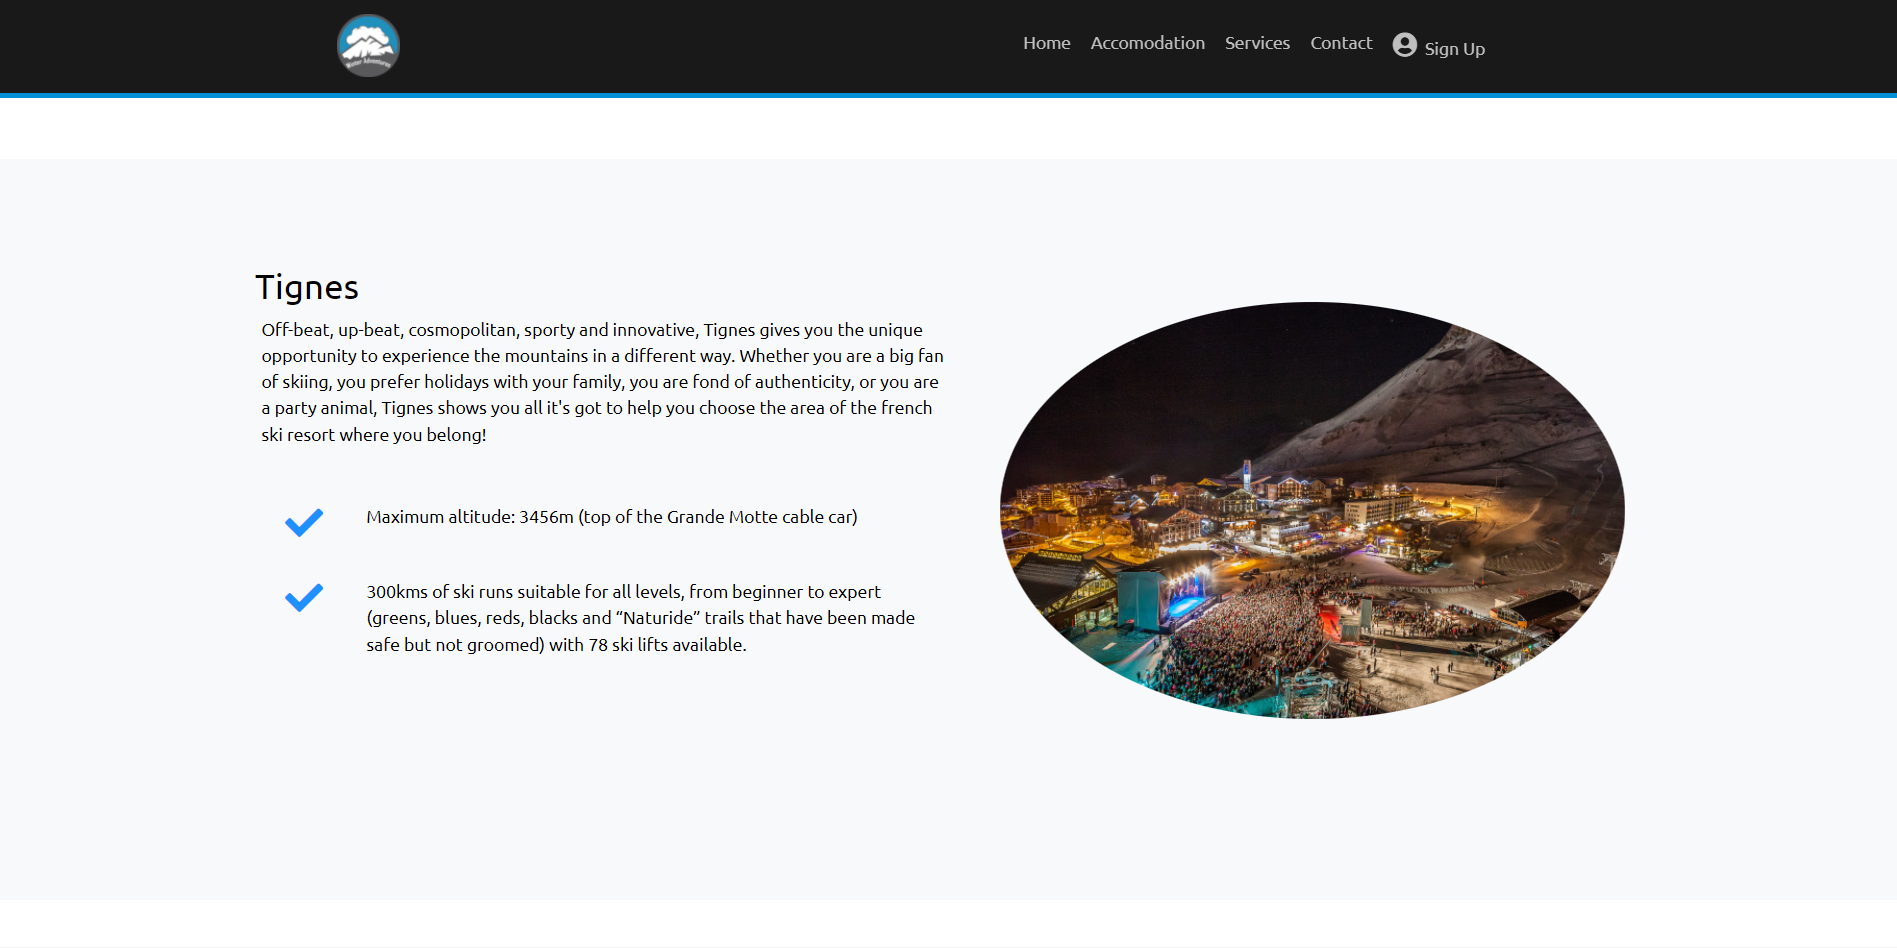 Winter Adventures
Home Accomodation Services Contact Sign Up
Tignes
Off-beat, up-beat, cosmopolitan, sporty and innovative, Tignes gives you the unique
opportunity to experience the mountains in a different way. Whether you are a big fan
of skiing, you prefer holidays with your family, you are fond of authenticity, or you are
a party animal, Tignes shows you all it's got to help you choose the area of the french
ski resort where you belong!
Maximum altitude: 3456m (top of the Grande Motte cable car)
300kms of ski runs suitable for all levels, from beginner to expert
(greens, blues, reds, blacks and “Naturide” trails that have been made
safe but not groomed) with 78 ski lifts available.